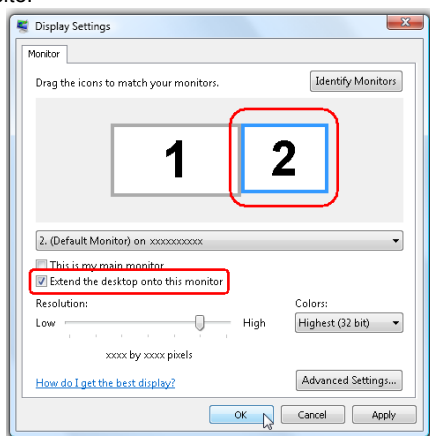 Display Settings
Monitor
Drag the icons to match your monitors.
Identify Monitors
1
2
2. (Default Monitor) on xxxxxxxxxx
This is my main monitor
Extend the desktop onto this monitor
Resolution:
Colors:
Low
High
Highest (32 bit)
xxxx by xxxx pixels
How do I get the best display?
Advanced Settings...
OK
Cancel
Apply